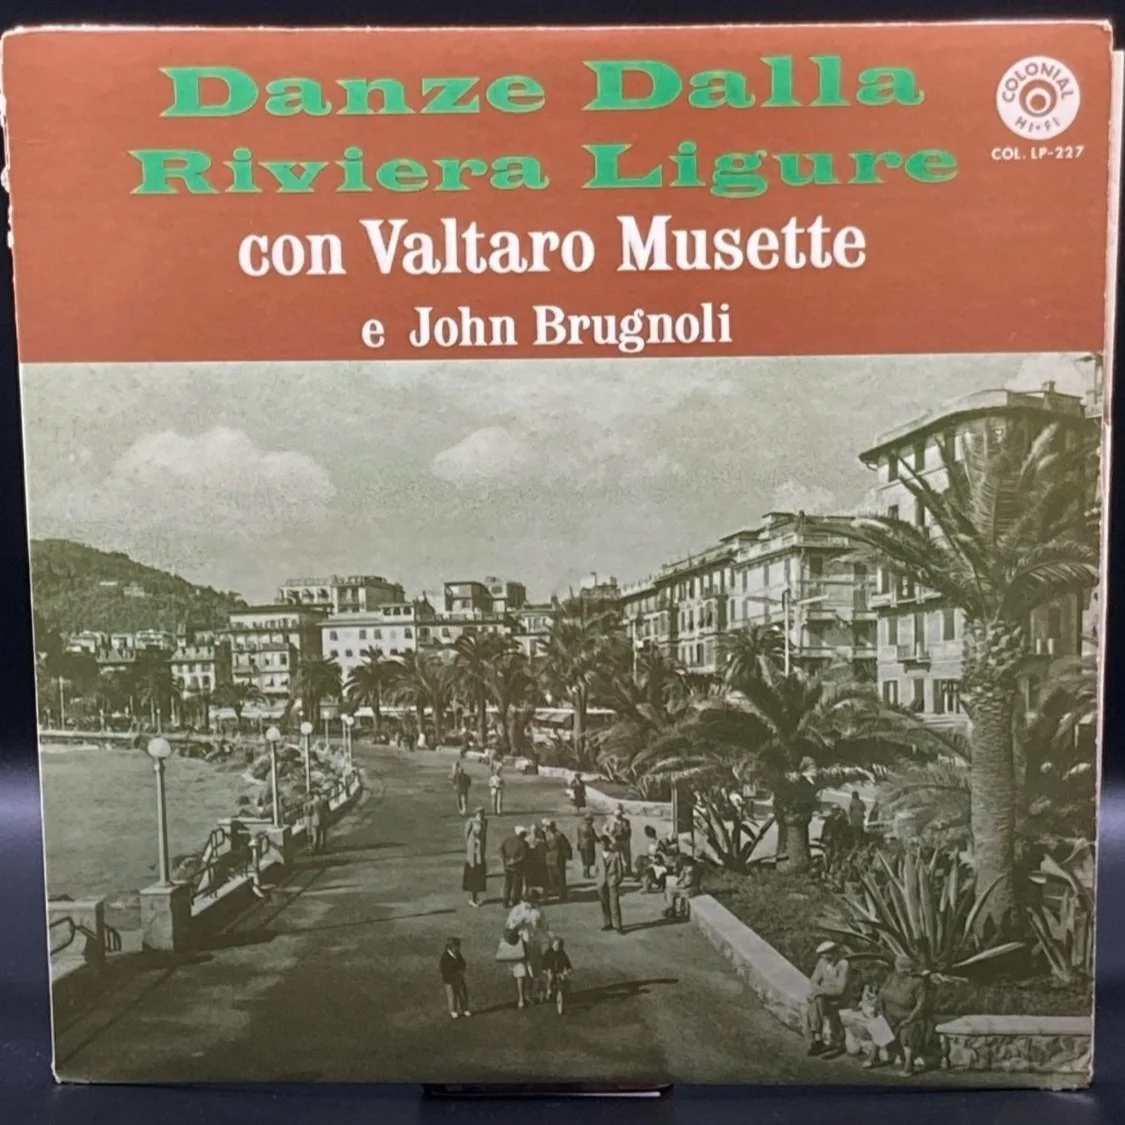 Danze Dalla
Riviera Ligure
con Valtaro Musette
e John Brugnoli
COLONIAL
HI-FI
COL. LP-227